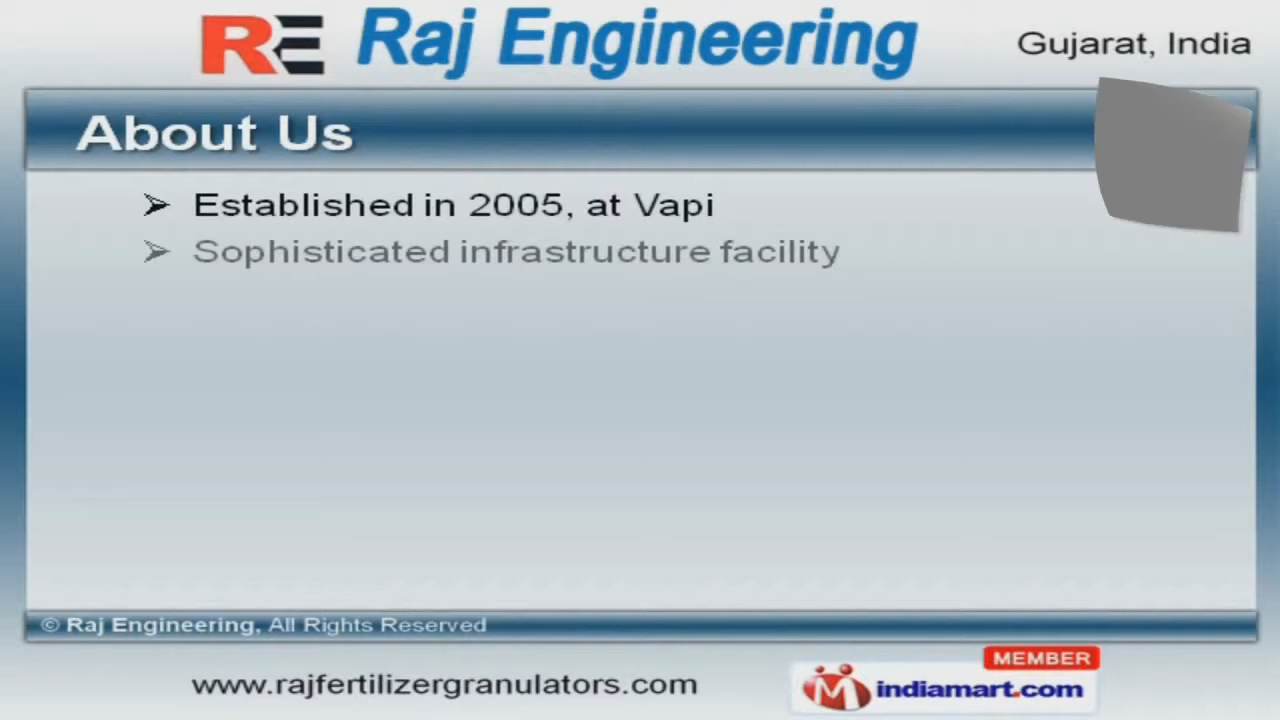 RE Raj Engineering
Gujarat, India
About Us
➢ Established in 2005, at Vapi
➢ Sophisticated infrastructure facility
© Raj Engineering, All Rights Reserved
www.rajfertilizergranulators.com
MEMBER
indiamart.com